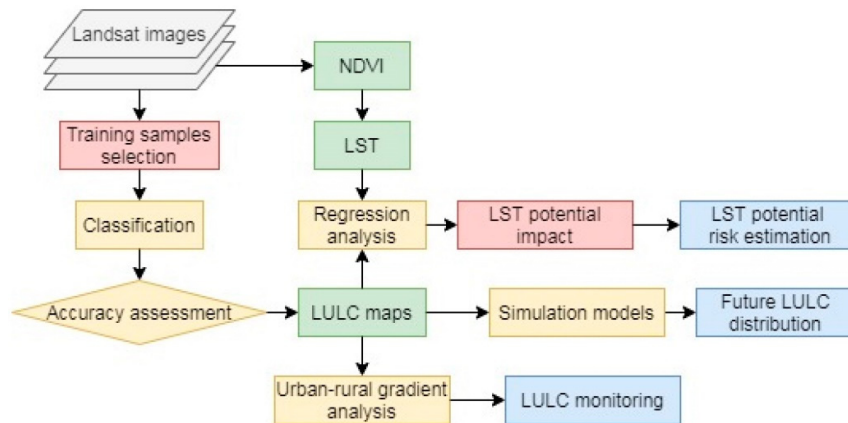 Landsat images
NDVI
Training samples
selection
LST
Classification
Regression
analysis
LST potential
impact
LST potential
risk estimation
Accuracy assessment
LULC maps
Simulation models
Future LULC
distribution
Urban-rural gradient
analysis
LULC monitoring